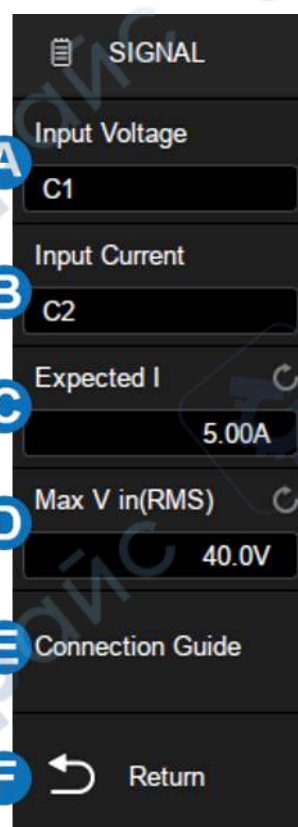 SIGNAL
A
Input Voltage
C1
B
Input Current
C2
C
Expected I
5.00A
D
Max V in(RMS)
40.0V
E
Connection Guide
F
Return